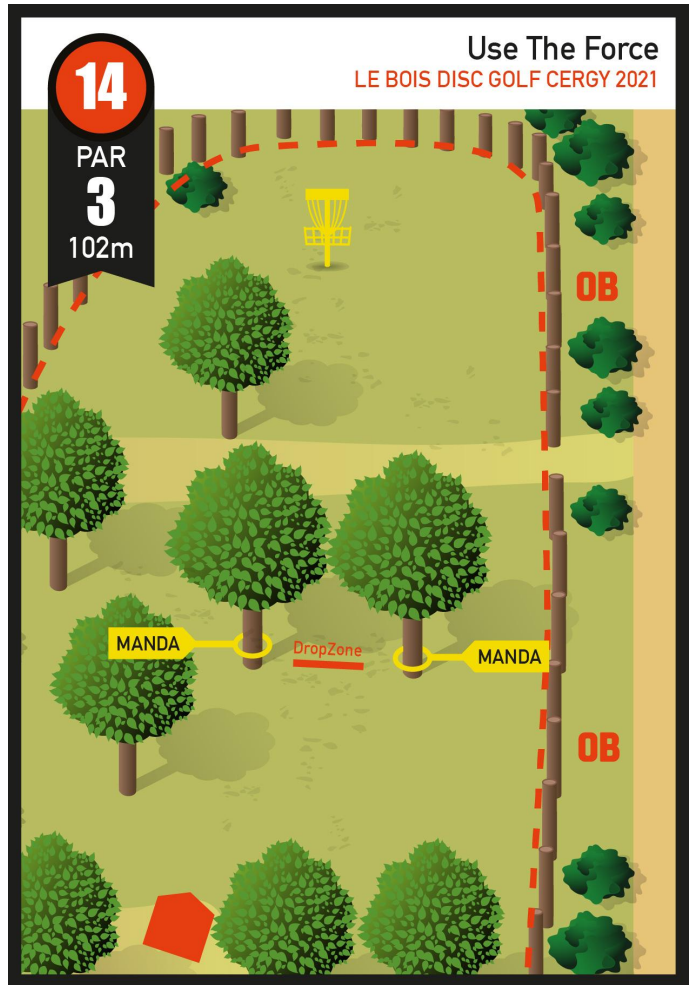 Use The Force
LE BOIS DISC GOLF CERGY 2021
14
PAR
3
102m
OB
MANDA
DropZone
MANDA
OB